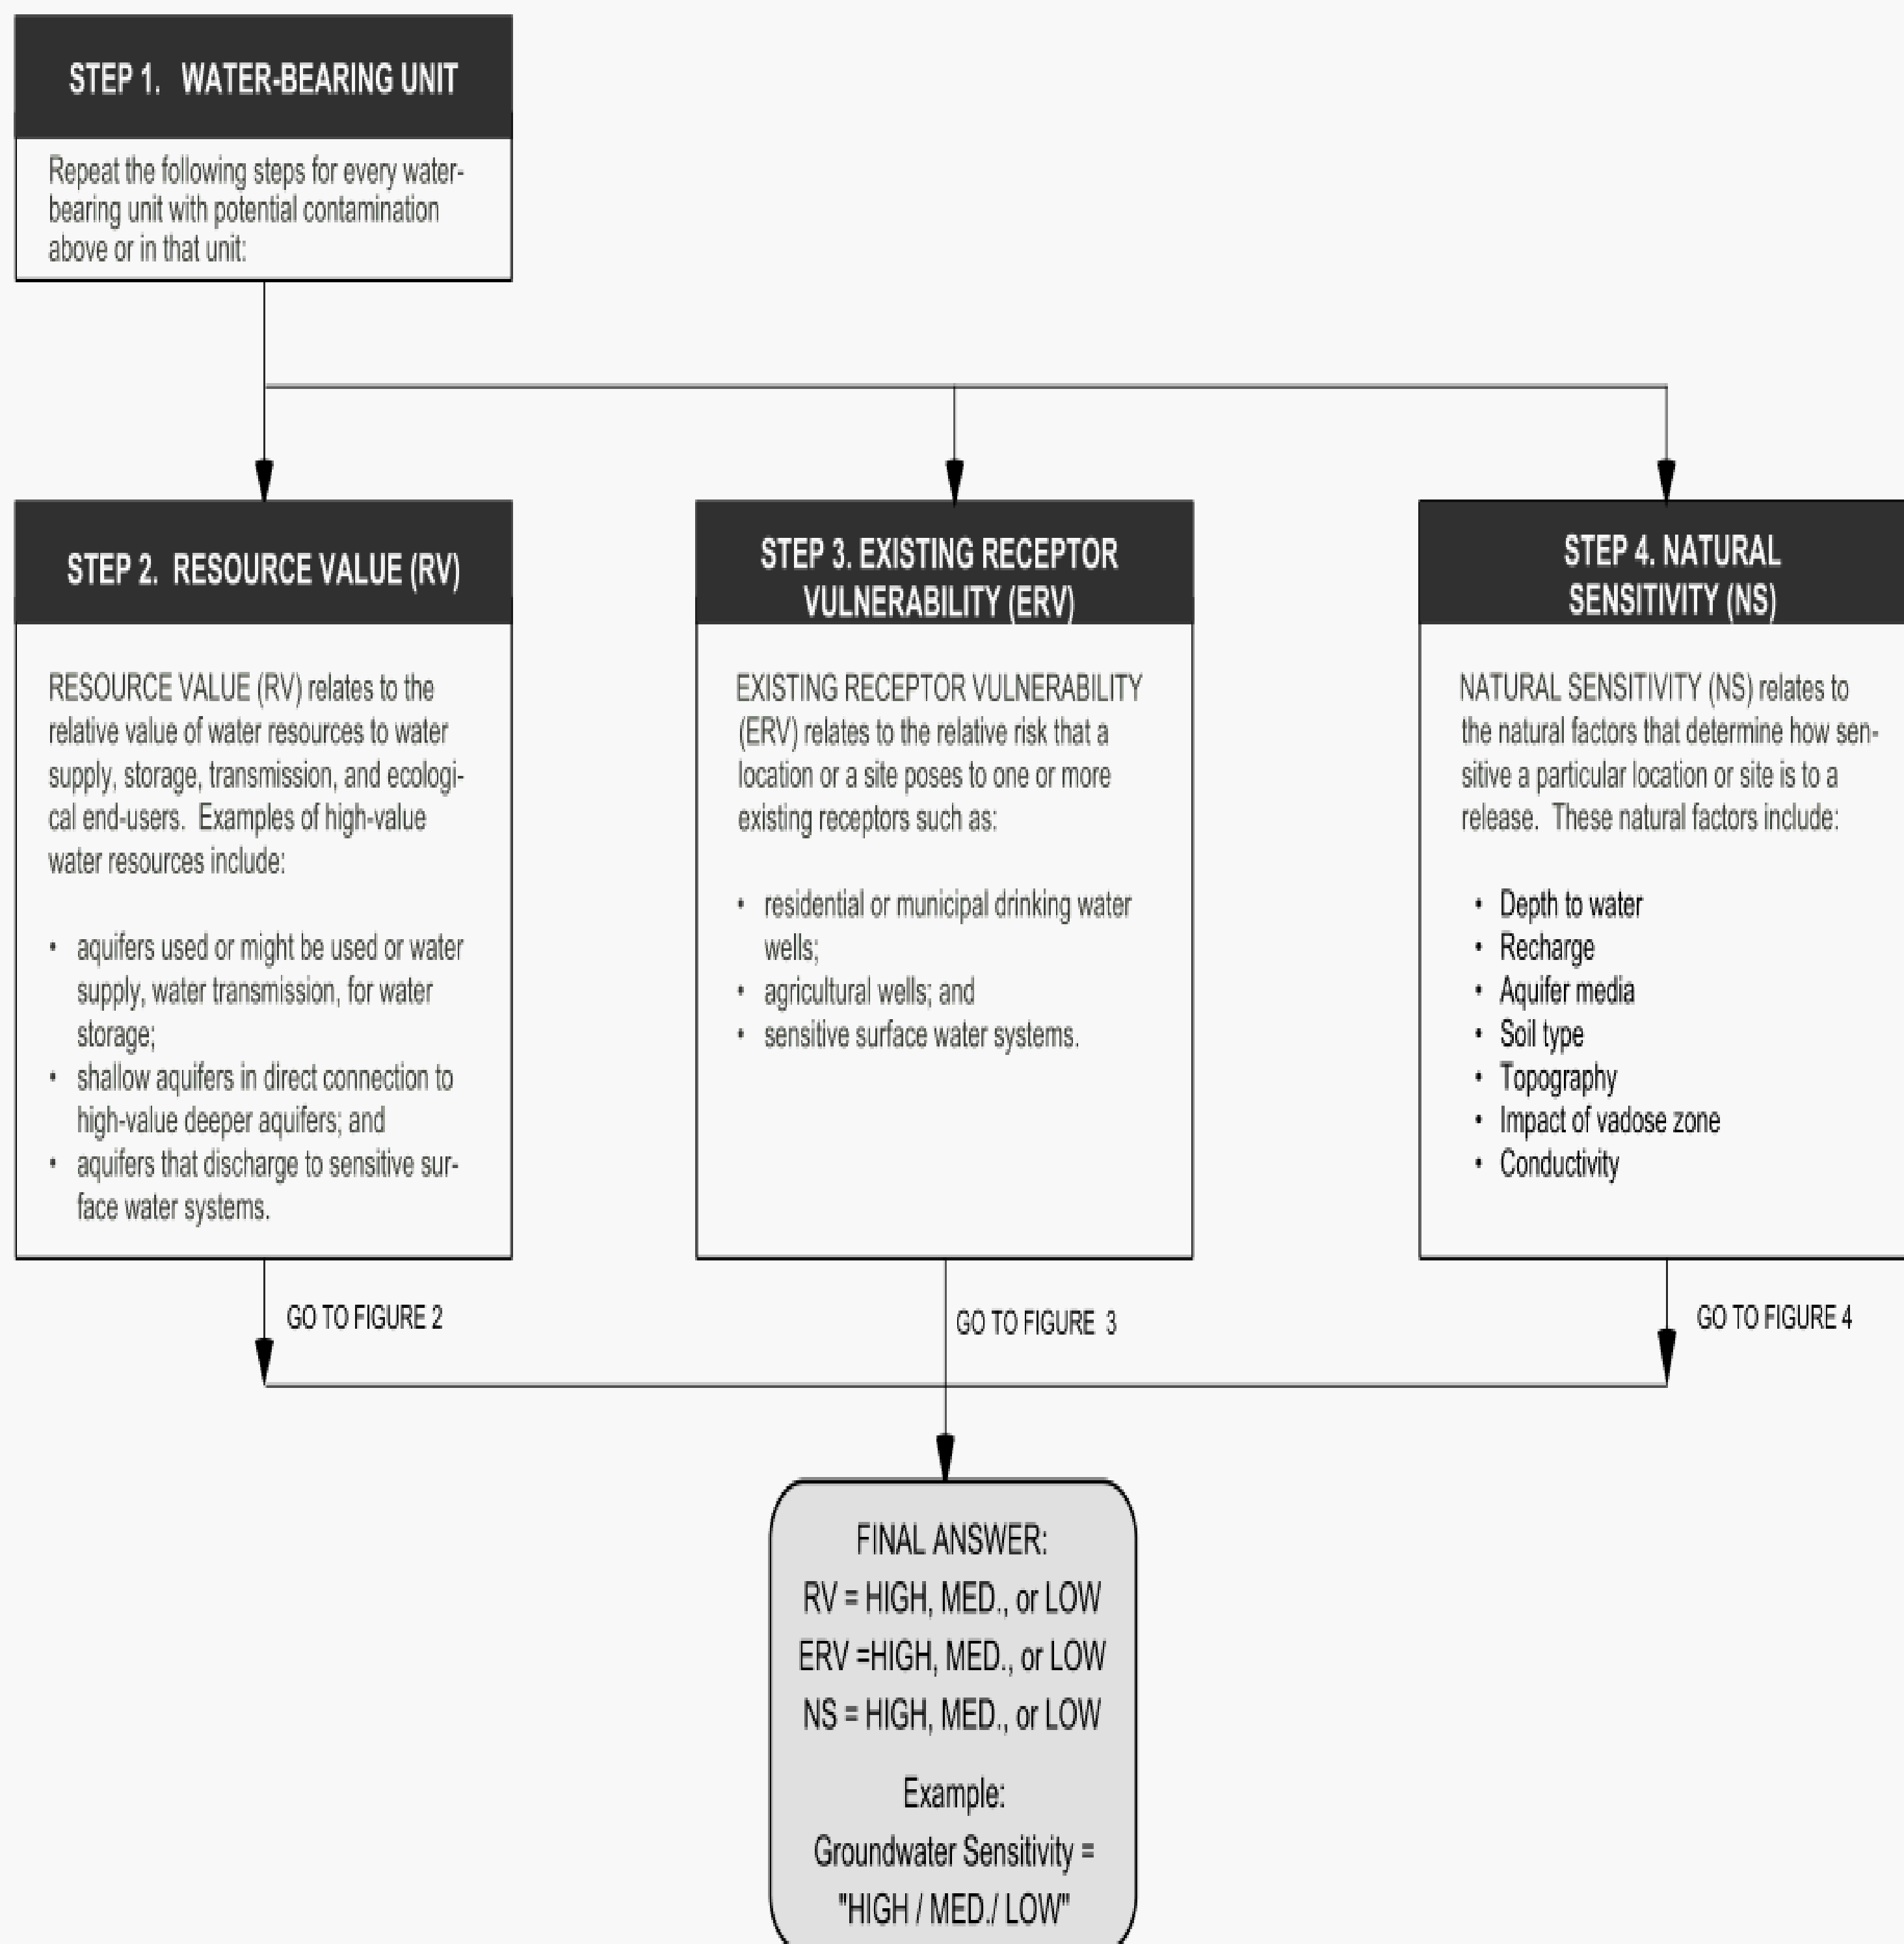 STEP 1. WATER-BEARING UNIT
Repeat the following steps for every water-
bearing unit with potential contamination
above or in that unit:
STEP 2. RESOURCE VALUE (RV)
RESOURCE VALUE (RV) relates to the
relative value of water resources to water
supply, storage, transmission, and ecologi-
cal end-users. Examples of high-value
water resources include:
• aquifers used or might be used or water
supply, water transmission, for water
storage;
• shallow aquifers in direct connection to
high-value deeper aquifers; and
• aquifers that discharge to sensitive sur-
face water systems.
GO TO FIGURE 2
STEP 3. EXISTING RECEPTOR
VULNERABILITY (ERV)
EXISTING RECEPTOR VULNERABILITY
(ERV) relates to the relative risk that a
location or a site poses to one or more
existing receptors such as:
• residential or municipal drinking water
wells;
• agricultural wells; and
• sensitive surface water systems.
GO TO FIGURE 3
STEP 4. NATURAL
SENSITIVITY (NS)
NATURAL SENSITIVITY (NS) relates to
the natural factors that determine how sen-
sitive a particular location or site is to a
release. These natural factors include:
• Depth to water
• Recharge
• Aquifer media
• Soil type
• Topography
• Impact of vadose zone
• Conductivity
GO TO FIGURE 4
FINAL ANSWER:
RV = HIGH, MED., or LOW
ERV =HIGH, MED., or LOW
NS = HIGH, MED., or LOW
Example:
Groundwater Sensitivity =
"HIGH / MED./ LOW"